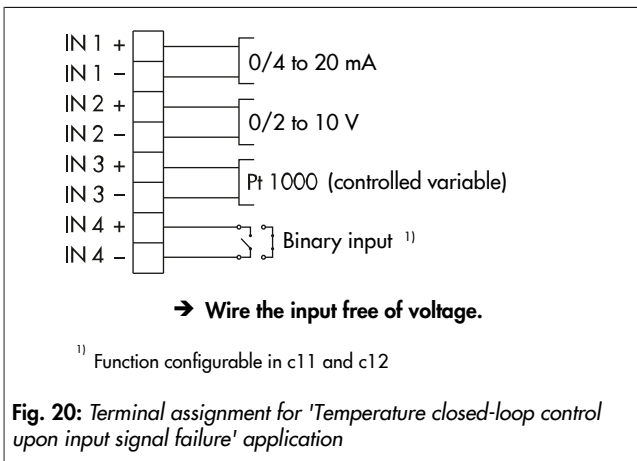 IN 1 +
IN 1 –
0/4 to 20 mA
IN 2 +
IN 2 –
0/2 to 10 V
IN 3 +
IN 3 –
Pt 1000 (controlled variable)
IN 4 +
IN 4 –
Binary input 1)
➔ Wire the input free of voltage.
1) Function configurable in c11 and c12
Fig. 20: Terminal assignment for 'Temperature closed-loop control
upon input signal failure' application